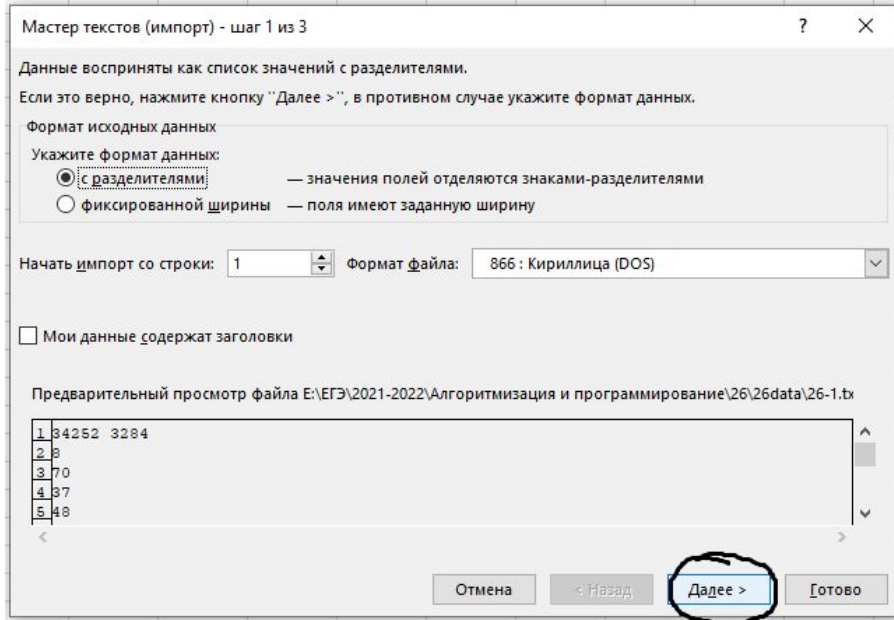 Мастер текстов (импорт) - шаг 1 из 3 ? ×
Данные восприняты как список значений с разделителями.
Если это верно, нажмите кнопку "Далее >", в противном случае укажите формат данных.
Формат исходных данных
Укажите формат данных:
с разделителями — значения полей отделяются знаками-разделителями
фиксированной ширины — поля имеют заданную ширину
Начать импорт со строки: 1 Формат файла: 866 : Кириллица (DOS)
Мои данные содержат заголовки
Предварительный просмотр файла E:\ЕГЭ\2021-2022\Алгоритмизация и программирование\26\26data\26-1.tx
1 34252 3284
2 8
3 70
4 37
5 48
Отмена < Назад Далее > Готово